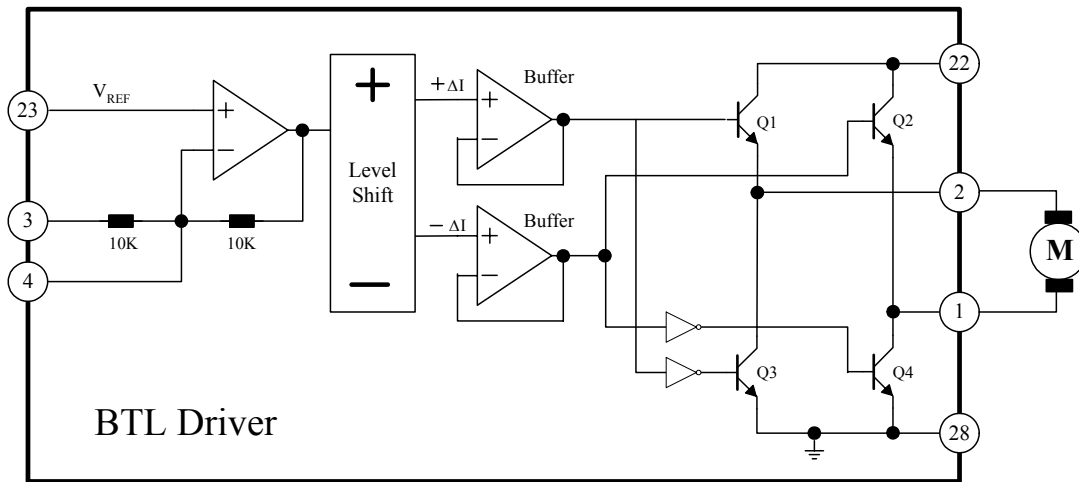 22
23
V_REF
+
−
+
Level
Shift
−
+ΔI
−ΔI
Buffer
+
−
Buffer
+
−
Q1
Q2
3
10K
10K
4
2
M
1
Q3
Q4
28
BTL Driver